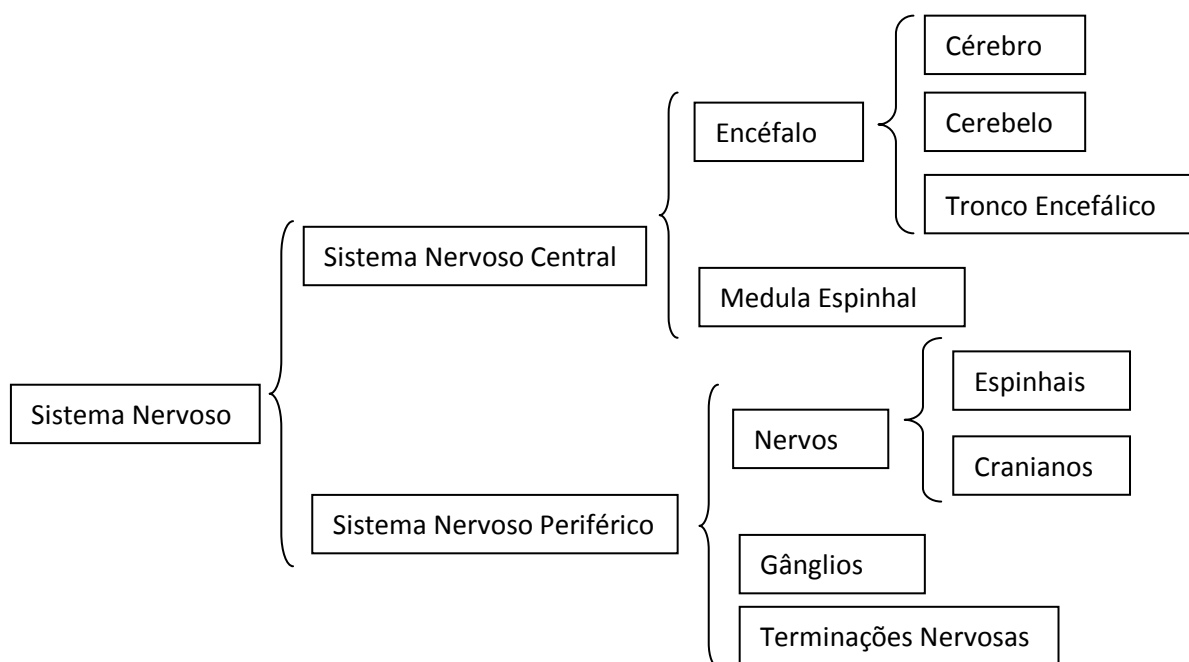 Cérebro
Encéfalo
Cerebelo
Tronco Encefálico
Sistema Nervoso Central
Medula Espinhal
Sistema Nervoso
Espinhais
Nervos
Cranianos
Sistema Nervoso Periférico
Gânglios
Terminações Nervosas